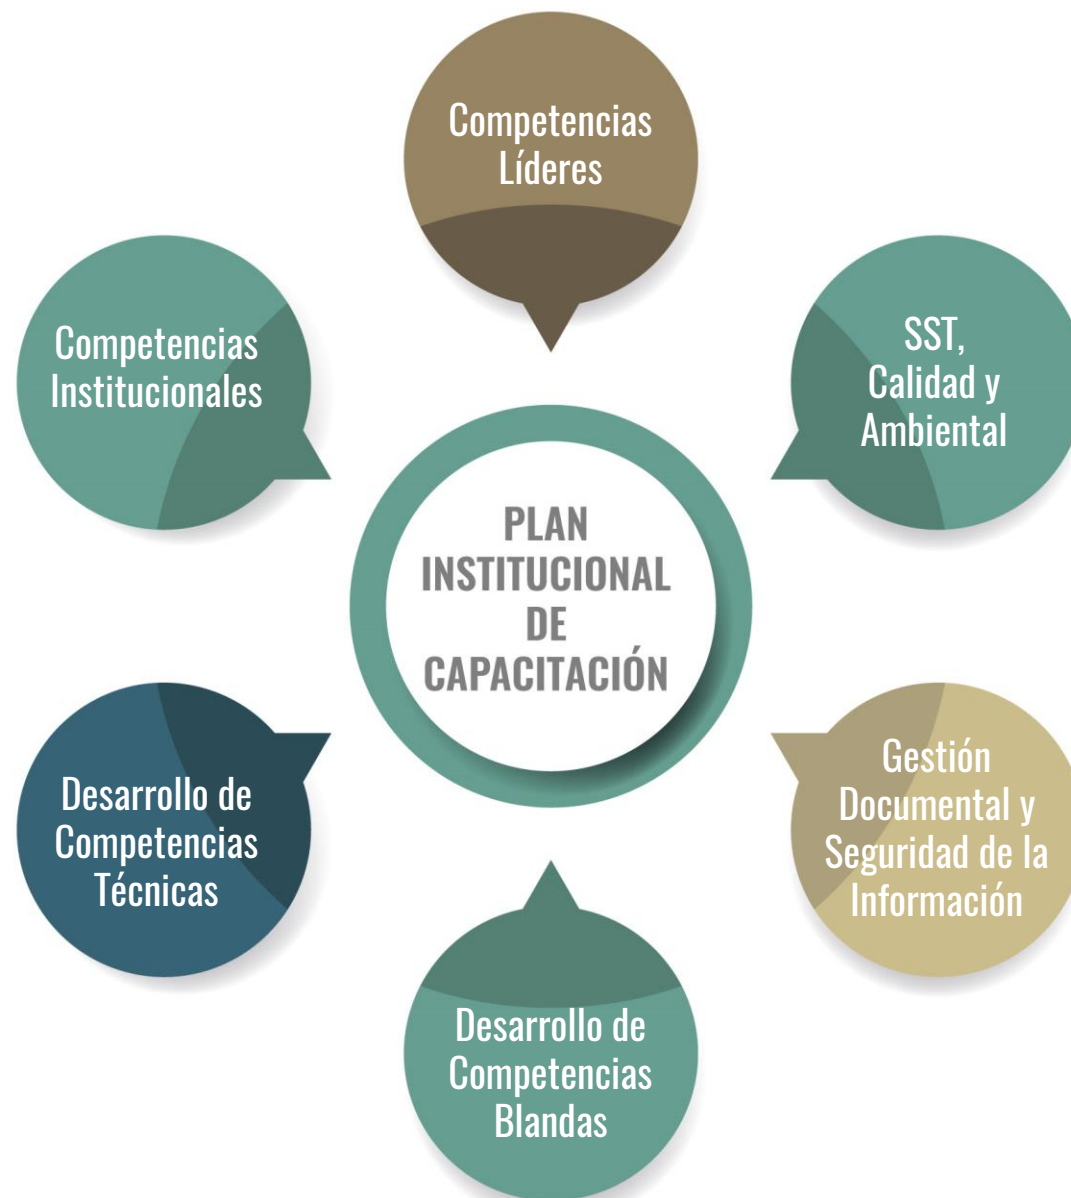 Competencias
Líderes
SST,
Calidad y
Ambiental
Gestión
Documental y
Seguridad de la
Información
Desarrollo de
Competencias
Blandas
Desarrollo de
Competencias
Técnicas
Competencias
Institucionales
PLAN
INSTITUCIONAL
DE
CAPACITACIÓN